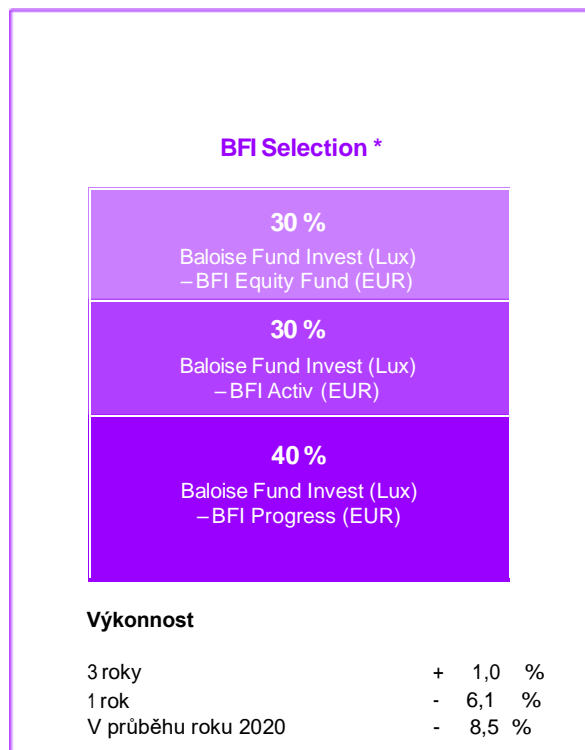 BFI Selection *
30 %
Baloise Fund Invest (Lux)
– BFI Equity Fund (EUR)
30 %
Baloise Fund Invest (Lux)
– BFI Activ (EUR)
40 %
Baloise Fund Invest (Lux)
– BFI Progress (EUR)
Výkonnost
3 roky + 1,0 %
1 rok - 6,1 %
V průběhu roku 2020 - 8,5 %